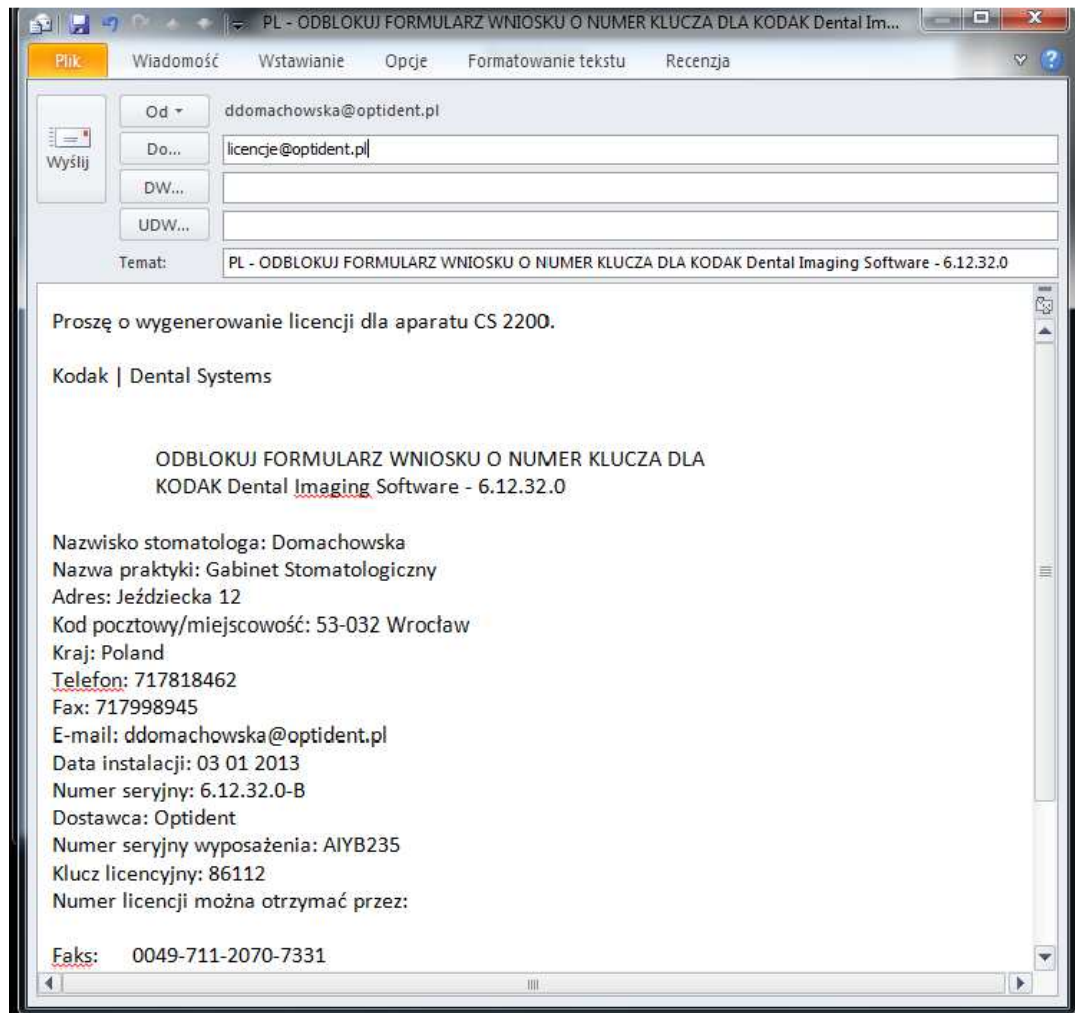 PL - ODBLOKUJ FORMULARZ WNIOSKU O NUMER KLUCZA DLA KODAK Dental Im...
Plik Wiadomość Wstawianie Opcje Formatowanie tekstu Recenzja
Wyślij
Od ddomachowska@optident.pl
Do... licencje@optident.pl
DW...
UDW...
Temat: PL - ODBLOKUJ FORMULARZ WNIOSKU O NUMER KLUCZA DLA KODAK Dental Imaging Software - 6.12.32.0
Proszę o wygenerowanie licencji dla aparatu CS 2200.
Kodak | Dental Systems
ODBLOKUJ FORMULARZ WNIOSKU O NUMER KLUCZA DLA
KODAK Dental Imaging Software - 6.12.32.0
Nazwisko stomatologa: Domachowska
Nazwa praktyki: Gabinet Stomatologiczny
Adres: Jeździecka 12
Kod pocztowy/miejscowość: 53-032 Wrocław
Kraj: Poland
Telefon: 717818462
Fax: 717998945
E-mail: ddomachowska@optident.pl
Data instalacji: 03 01 2013
Numer seryjny: 6.12.32.0-B
Dostawca: Optident
Numer seryjny wyposażenia: AIYB235
Klucz licencyjny: 86112
Numer licencji można otrzymać przez:
Faks: 0049-711-2070-7331